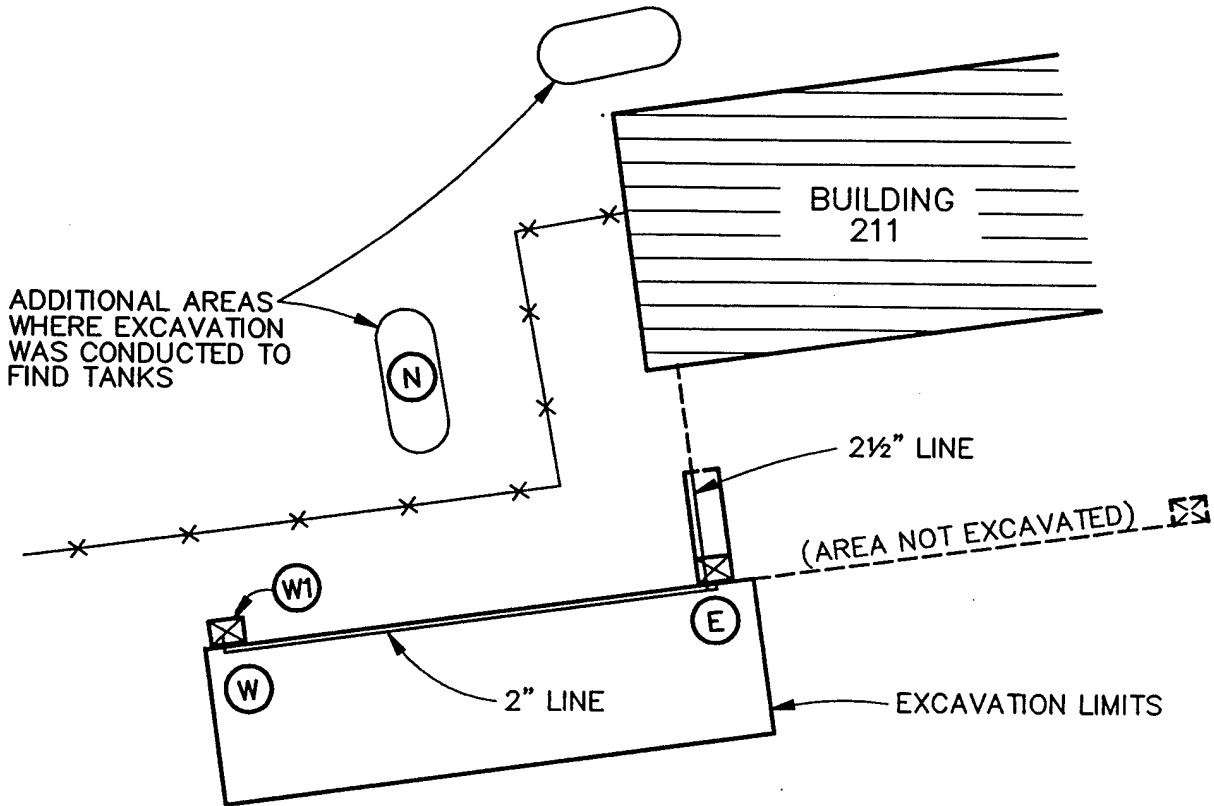 BUILDING
211
ADDITIONAL AREAS
WHERE EXCAVATION
WAS CONDUCTED TO
FIND TANKS
N
2½" LINE
(AREA NOT EXCAVATED)
W1
E
W
2" LINE
EXCAVATION LIMITS